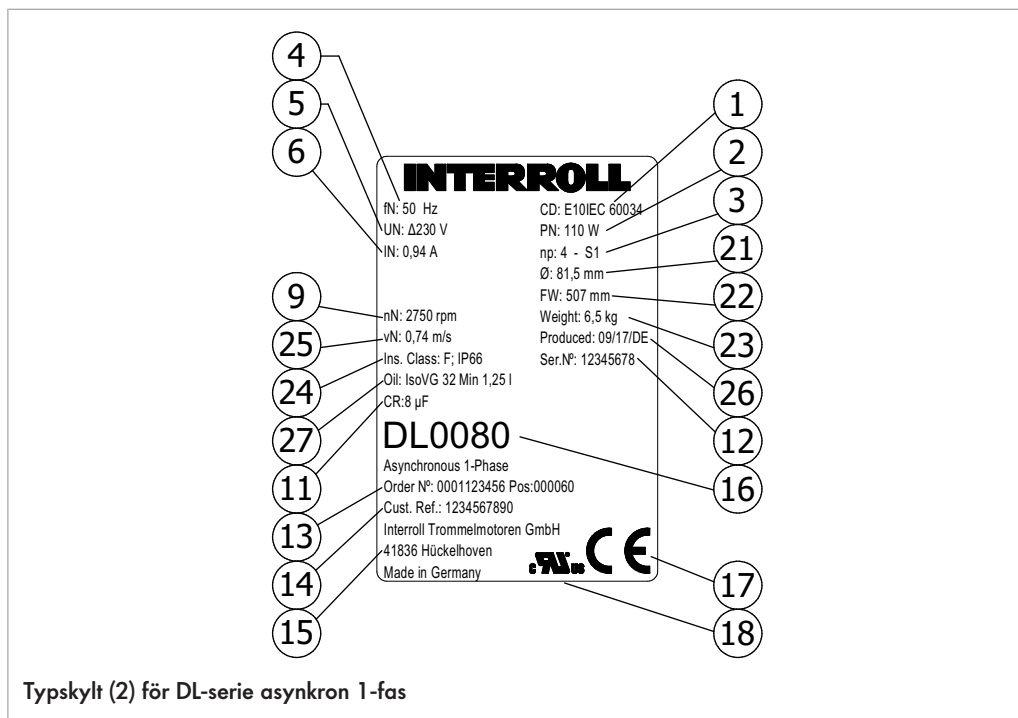 4
5
6
9
25
24
27
11
13
14
15
1
2
3
21
22
23
26
12
16
17
18
INTERROLL
fN: 50 Hz
UN: Δ230 V
IN: 0,94 A
nN: 2750 rpm
vN: 0,74 m/s
Ins. Class: F; IP66
Oil: IsoVG 32 Min 1,25 l
CR:8 µF
CD: E10IEC 60034
PN: 110 W
np: 4 - S1
Ø: 81,5 mm
FW: 507 mm
Weight: 6,5 kg
Produced: 09/17/DE
Ser.Nº: 12345678
DL0080
Asynchronous 1-Phase
Order Nº: 0001123456 Pos:000060
Cust. Ref.: 1234567890
Interroll Trommelmotoren GmbH
41836 Hückelhoven
Made in Germany
c RU us CE
Typskylt (2) för DL-serie asynkron 1-fas